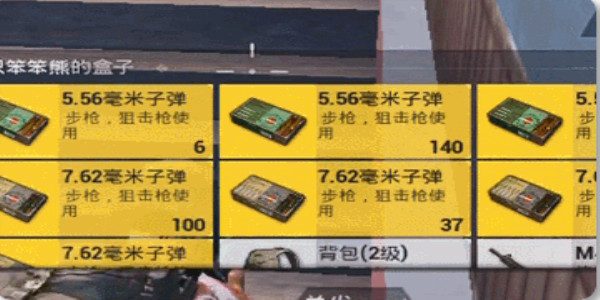 笨笨熊的盒子
5.56毫米子弹
步枪，狙击枪使
用
6
5.56毫米子弹
步枪，狙击枪使
用
140
7.62毫米子弹
步枪，狙击枪使
用
100
7.62毫米子弹
步枪，狙击枪使
用
37
7.62毫米子弹
背包(2级)